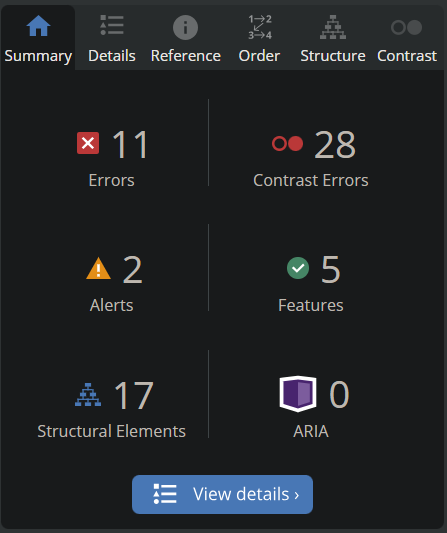 Summary Details Reference Order Structure Contrast
11 28
Errors Contrast Errors
2 5
Alerts Features
17 0
Structural Elements ARIA
View details ›